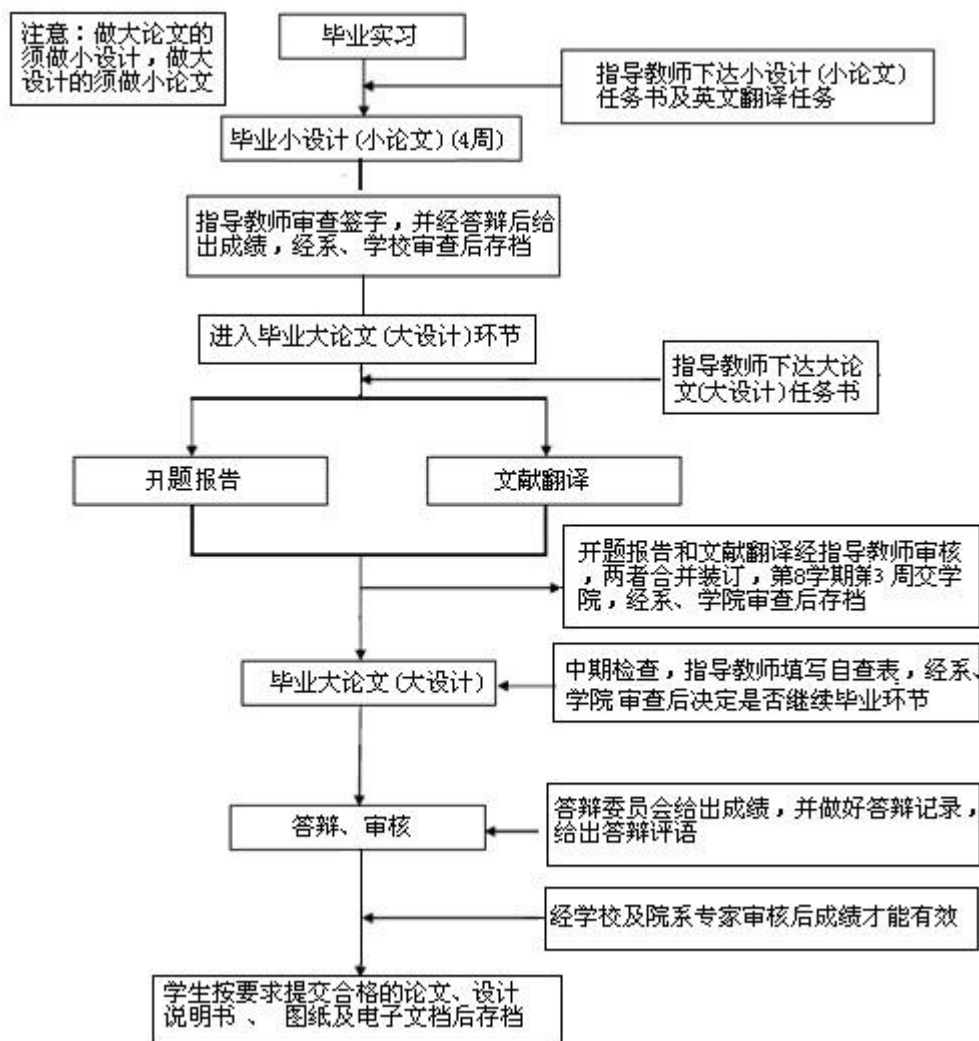 注意：做大论文的
须做小设计，做大
设计的须做小论文
毕业实习
指导教师下达小设计(小论文)
任务书及英文翻译任务
毕业小设计(小论文)(4周)
指导教师审查签字，并经答辩后给
出成绩，经系、学校审查后存档
进入毕业大论文(大设计)环节
指导教师下达大论
文(大设计)任务书
开题报告
文献翻译
开题报告和文献翻译经指导教师审核
，两者合并装订，第8学期第3周交学
院，经系、学院审查后存档
毕业大论文(大设计)
中期检查，指导教师填写自查表，经系、
学院审查后决定是否继续毕业环节
答辩、审核
答辩委员会给出成绩，并做好答辩记录，
给出答辩评语
经学校及院系专家审核后成绩才能有效
学生按要求提交合格的论文、设计
说明书、图纸及电子文档后存档